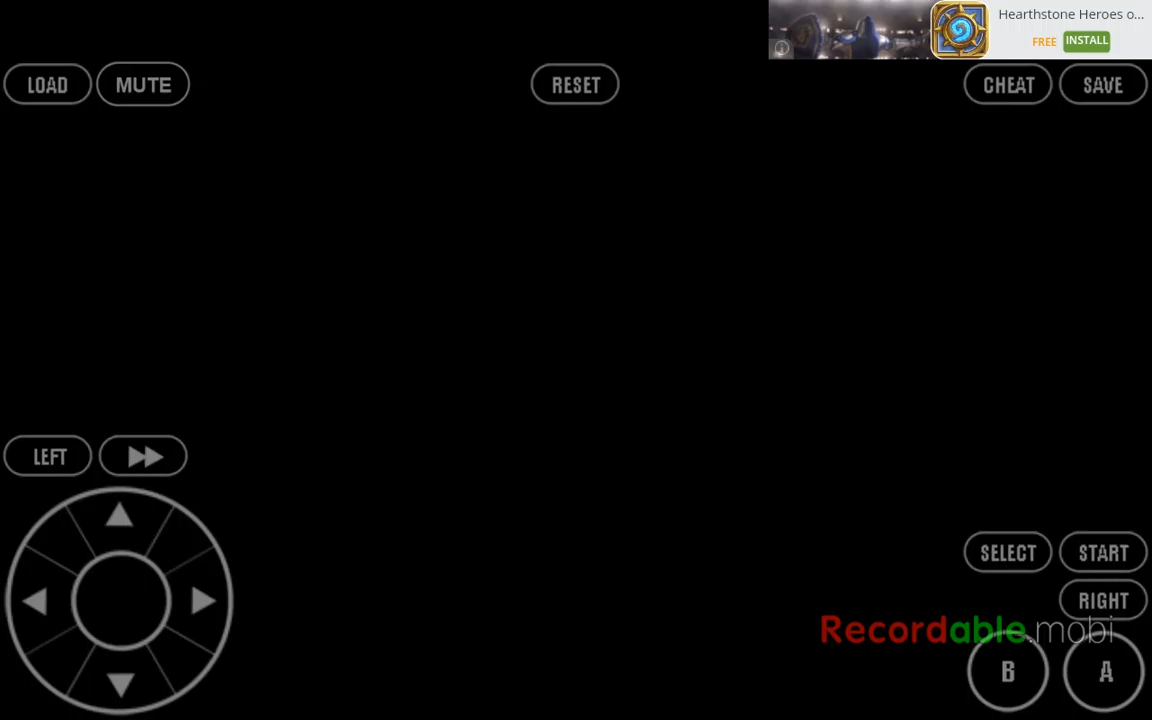 Hearthstone Heroes o...
FREE INSTALL
LOAD MUTE RESET CHEAT SAVE
LEFT
SELECT START
RIGHT
Recordable.mobi
B A